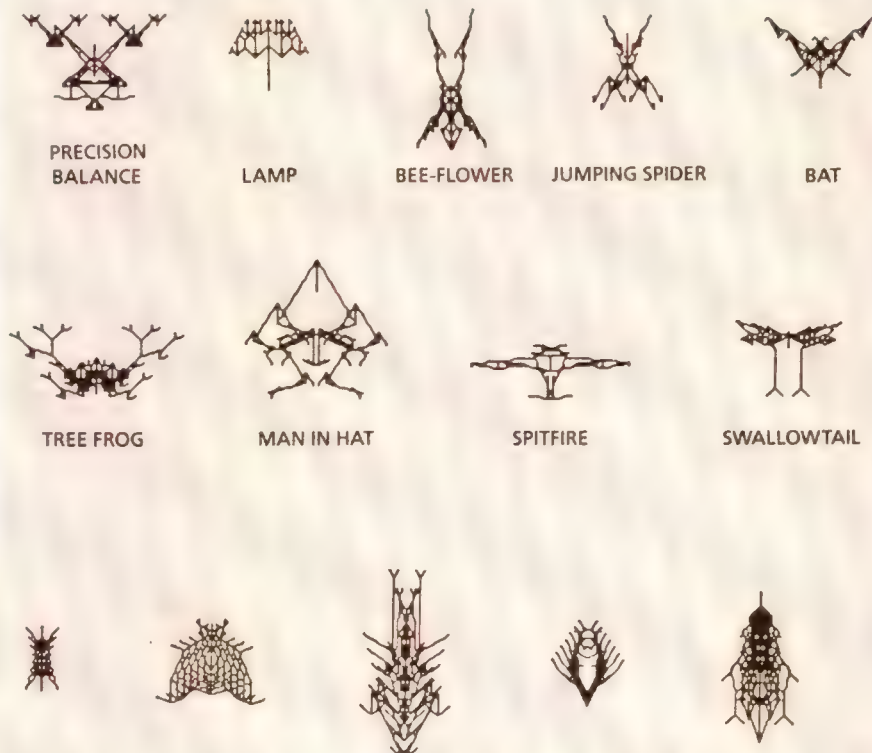 PRECISION
BALANCE
LAMP
BEE-FLOWER
JUMPING SPIDER
BAT
TREE FROG
MAN IN HAT
SPITFIRE
SWALLOWTAIL